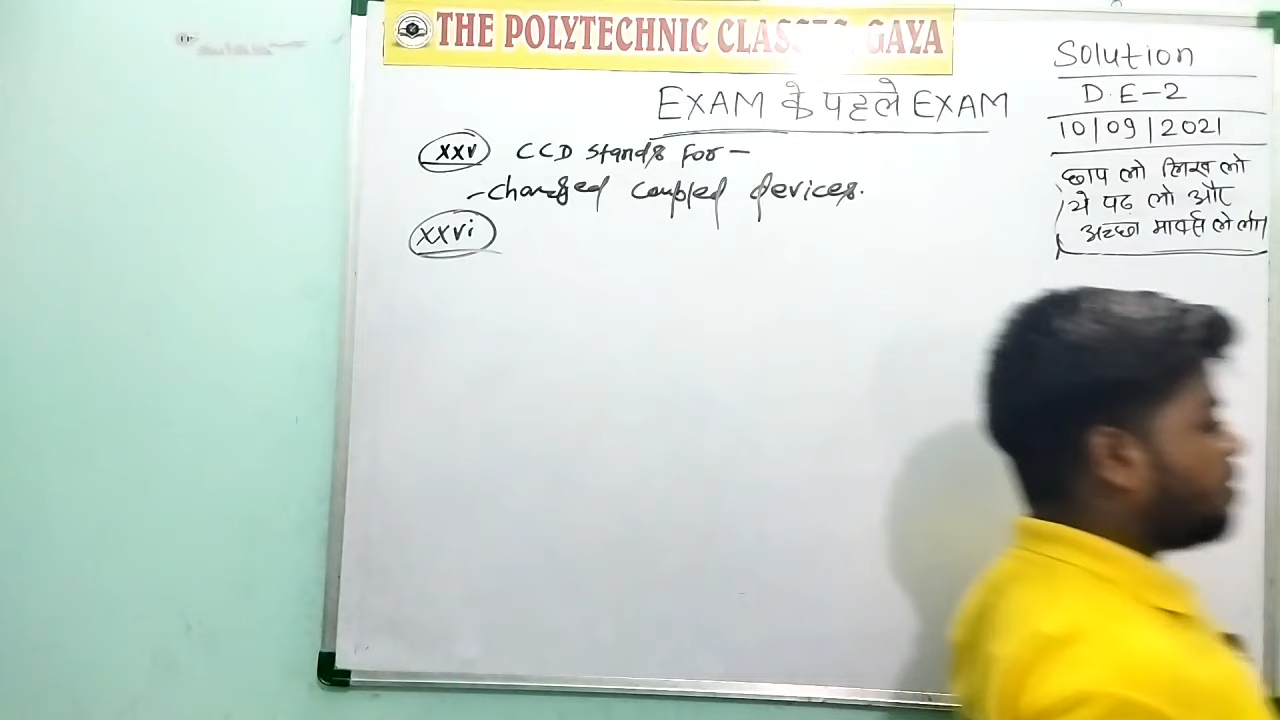 THE POLYTECHNIC CLASSES, GAYA
EXAM के पहले EXAM
xxv CCD stands for -
- charged coupled devices.
xxvi
Solution
D.E-2
10/09/2021
छाप लो लिख लो
ये पढ़ लो और
अच्छा मार्क्स ले लो